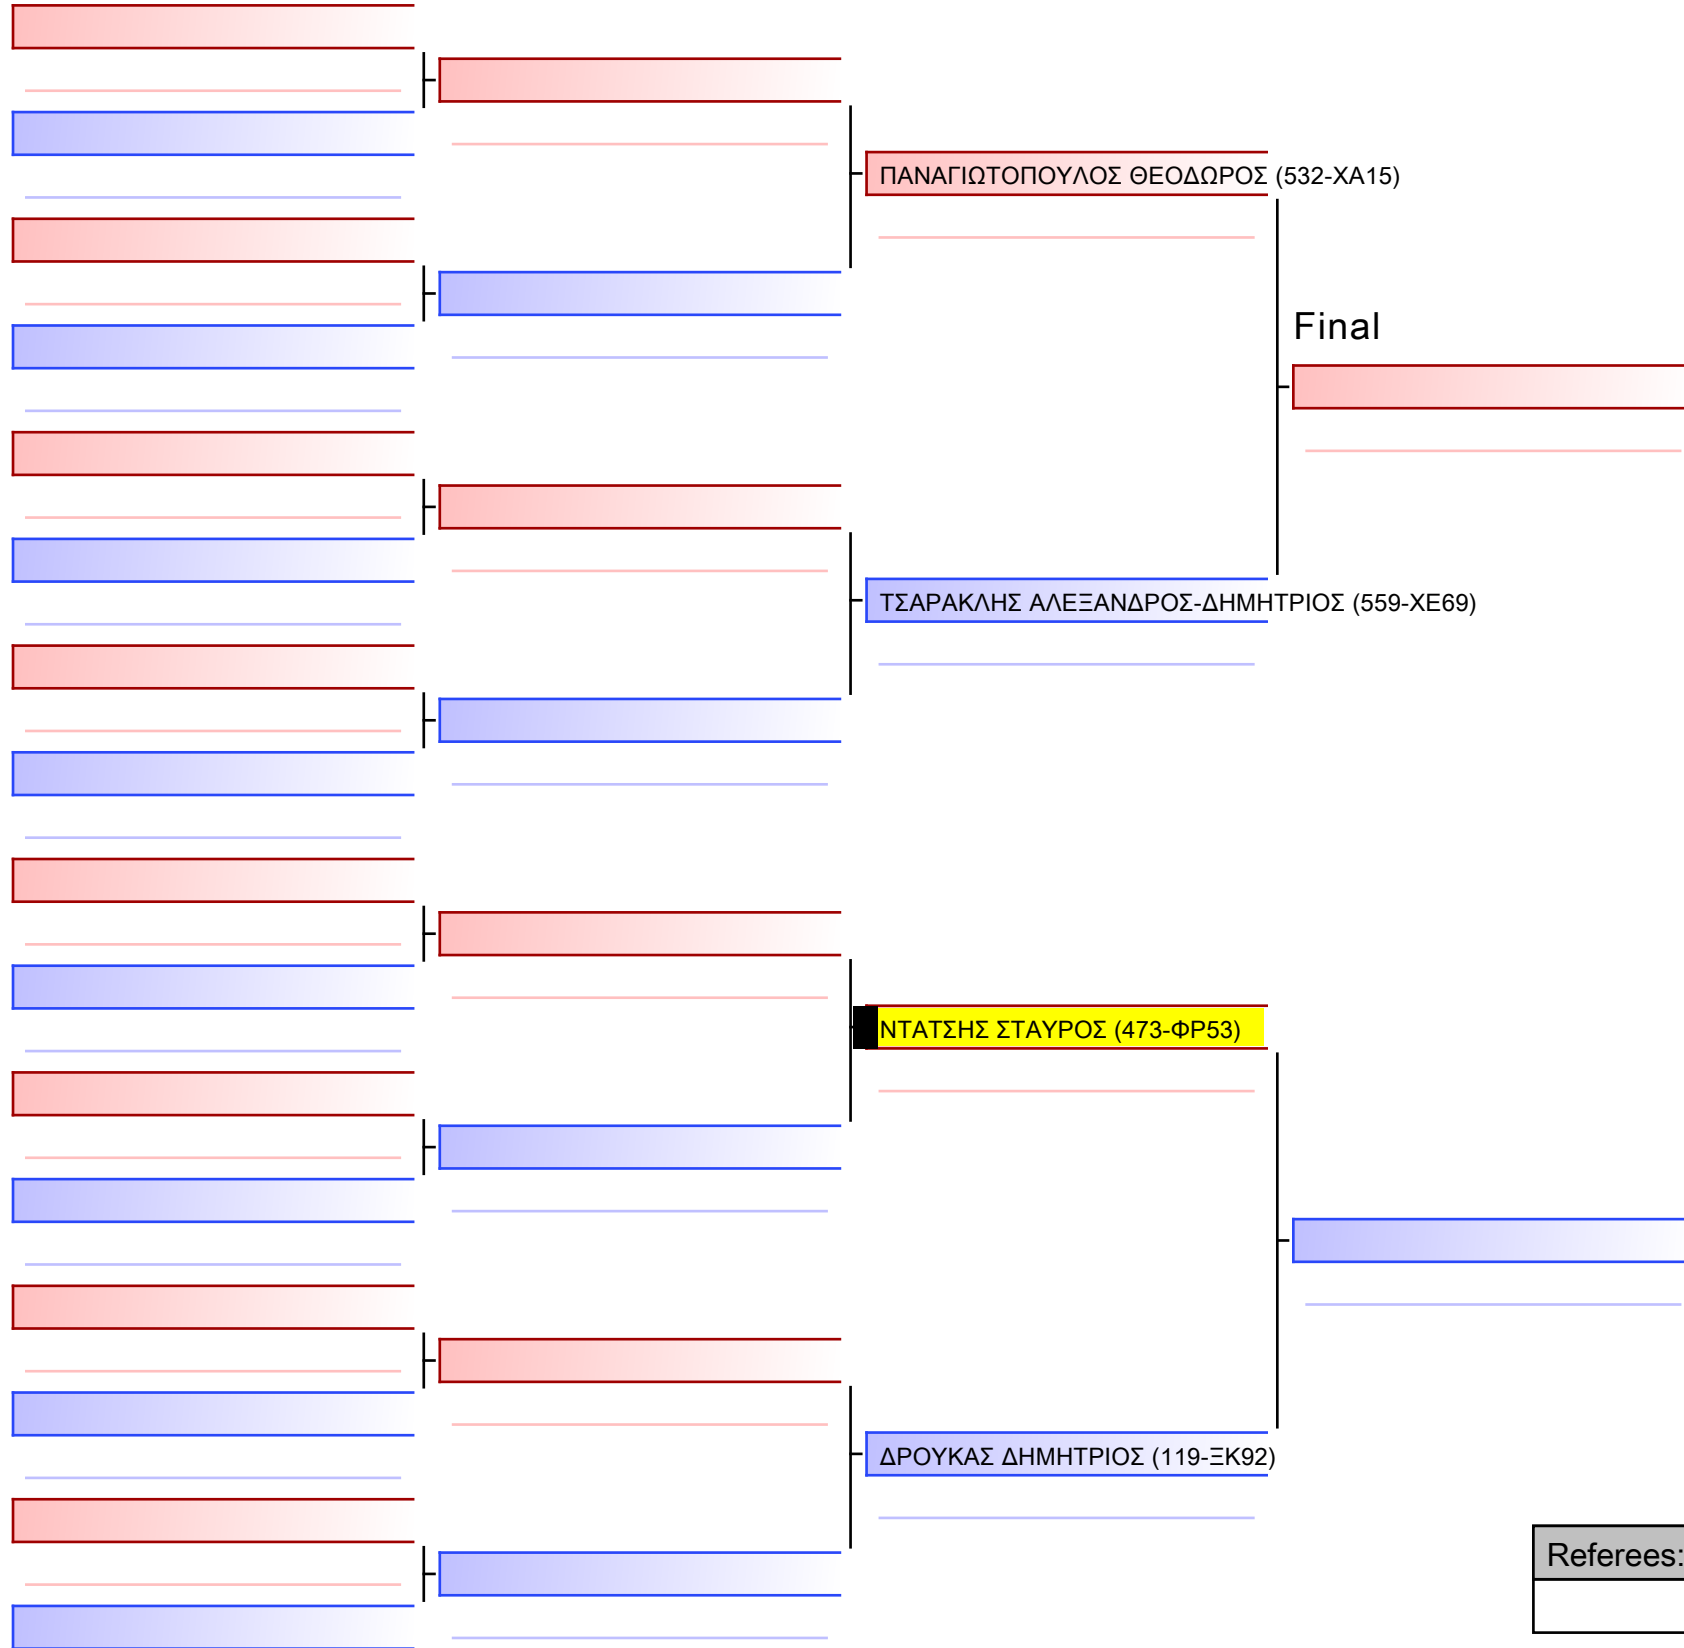 ΠΑΝΑΓΙΩΤΟΠΟΥΛΟΣ ΘΕΟΔΩΡΟΣ (532-ΧΑ15)
Final
ΤΣΑΡΑΚΛΗΣ ΑΛΕΞΑΝΔΡΟΣ-ΔΗΜΗΤΡΙΟΣ (559-ΧΕ69)
ΝΤΑΤΣΗΣ ΣΤΑΥΡΟΣ (473-ΦΡ53)
ΔΡΟΥΚΑΣ ΔΗΜΗΤΡΙΟΣ (119-ΞΚ92)
Referees: